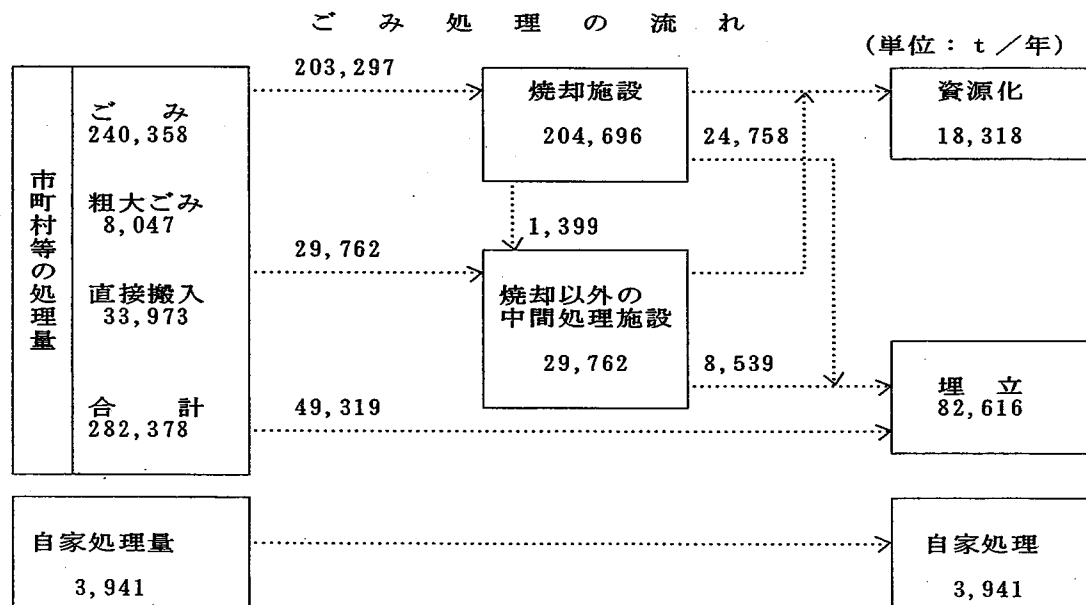 ごみ処理の流れ
(単位:t/年)
市町村等の処理量
ごみ
240,358
粗大ごみ
8,047
直接搬入
33,973
合計
282,378
203,297
29,762
49,319
焼却施設
204,696
1,399
焼却以外の
中間処理施設
29,762
24,758
8,539
資源化
18,318
埋立
82,616
自家処理量
3,941
自家処理
3,941